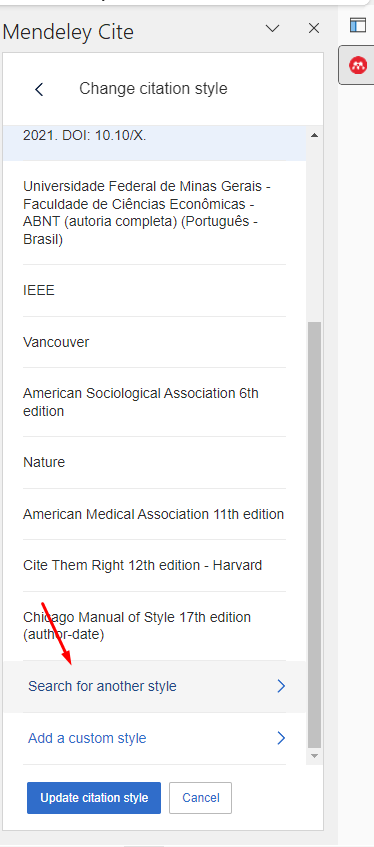 Mendeley Cite
Change citation style
2021. DOI: 10.10/X.
Universidade Federal de Minas Gerais -
Faculdade de Ciências Econômicas -
ABNT (autoria completa) (Português -
Brasil)
IEEE
Vancouver
American Sociological Association 6th
edition
Nature
American Medical Association 11th edition
Cite Them Right 12th edition - Harvard
Chicago Manual of Style 17th edition
(author-date)
Search for another style
Add a custom style
Update citation style
Cancel